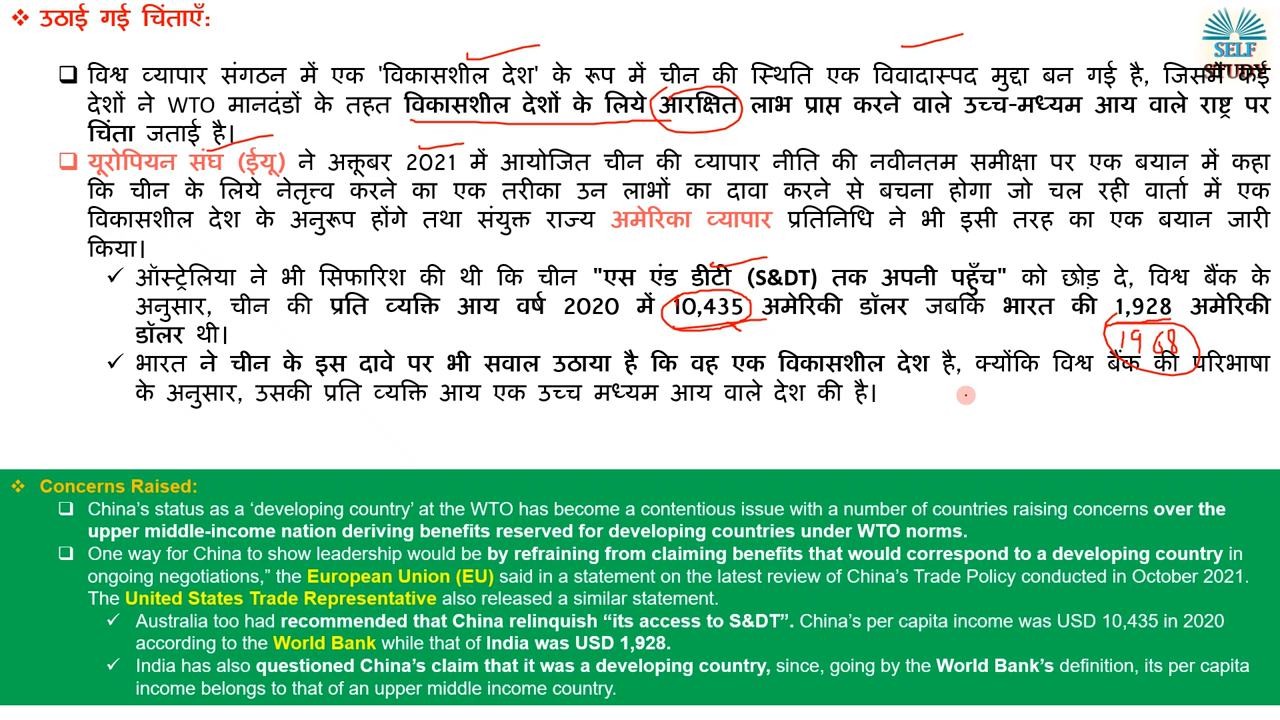 ❖ उठाई गई चिंताएँ:
SELF
STUDY
❑ विश्व व्यापार संगठन में एक 'विकासशील देश' के रूप में चीन की स्थिति एक विवादास्पद मुद्दा बन गई है, जिसमें कई
देशों ने WTO मानदंडों के तहत विकासशील देशों के लिये आरक्षित लाभ प्राप्त करने वाले उच्च-मध्यम आय वाले राष्ट्र पर
चिंता जताई है।
❑ यूरोपियन संघ (ईयू) ने अक्तूबर 2021 में आयोजित चीन की व्यापार नीति की नवीनतम समीक्षा पर एक बयान में कहा
कि चीन के लिये नेतृत्त्व करने का एक तरीका उन लाभों का दावा करने से बचना होगा जो चल रही वार्ता में एक
विकासशील देश के अनुरूप होंगे तथा संयुक्त राज्य अमेरिका व्यापार प्रतिनिधि ने भी इसी तरह का एक बयान जारी
किया।
✓ ऑस्ट्रेलिया ने भी सिफारिश की थी कि चीन "एस एंड डीटी (S&DT) तक अपनी पहुँच" को छोड़ दे, विश्व बैंक के
अनुसार, चीन की प्रति व्यक्ति आय वर्ष 2020 में 10,435 अमेरिकी डॉलर जबकि भारत की 1,928 अमेरिकी
डॉलर थी।
1968
✓ भारत ने चीन के इस दावे पर भी सवाल उठाया है कि वह एक विकासशील देश है, क्योंकि विश्व बैंक की परिभाषा
के अनुसार, उसकी प्रति व्यक्ति आय एक उच्च मध्यम आय वाले देश की है।
❖ Concerns Raised:
❑ China's status as a ‘developing country’ at the WTO has become a contentious issue with a number of countries raising concerns over the
upper middle-income nation deriving benefits reserved for developing countries under WTO norms.
❑ One way for China to show leadership would be by refraining from claiming benefits that would correspond to a developing country in
ongoing negotiations,” the European Union (EU) said in a statement on the latest review of China's Trade Policy conducted in October 2021.
The United States Trade Representative also released a similar statement.
✓ Australia too had recommended that China relinquish “its access to S&DT”. China's per capita income was USD 10,435 in 2020
according to the World Bank while that of India was USD 1,928.
✓ India has also questioned China's claim that it was a developing country, since, going by the World Bank's definition, its per capita
income belongs to that of an upper middle income country.